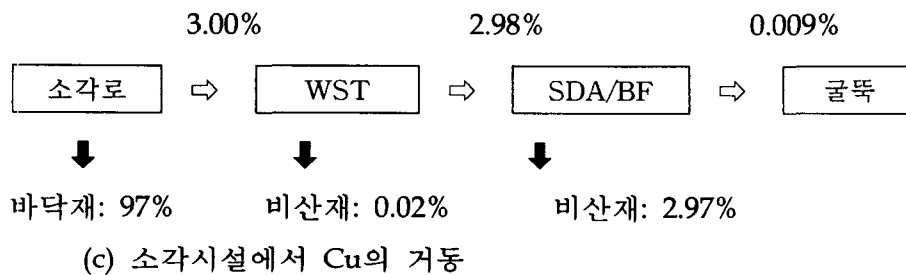 3.00% 2.98% 0.009%
소각로 ⇨ WST ⇨ SDA/BF ⇨ 굴뚝
바닥재: 97% 비산재: 0.02% 비산재: 2.97%
(c) 소각시설에서 Cu의 거동